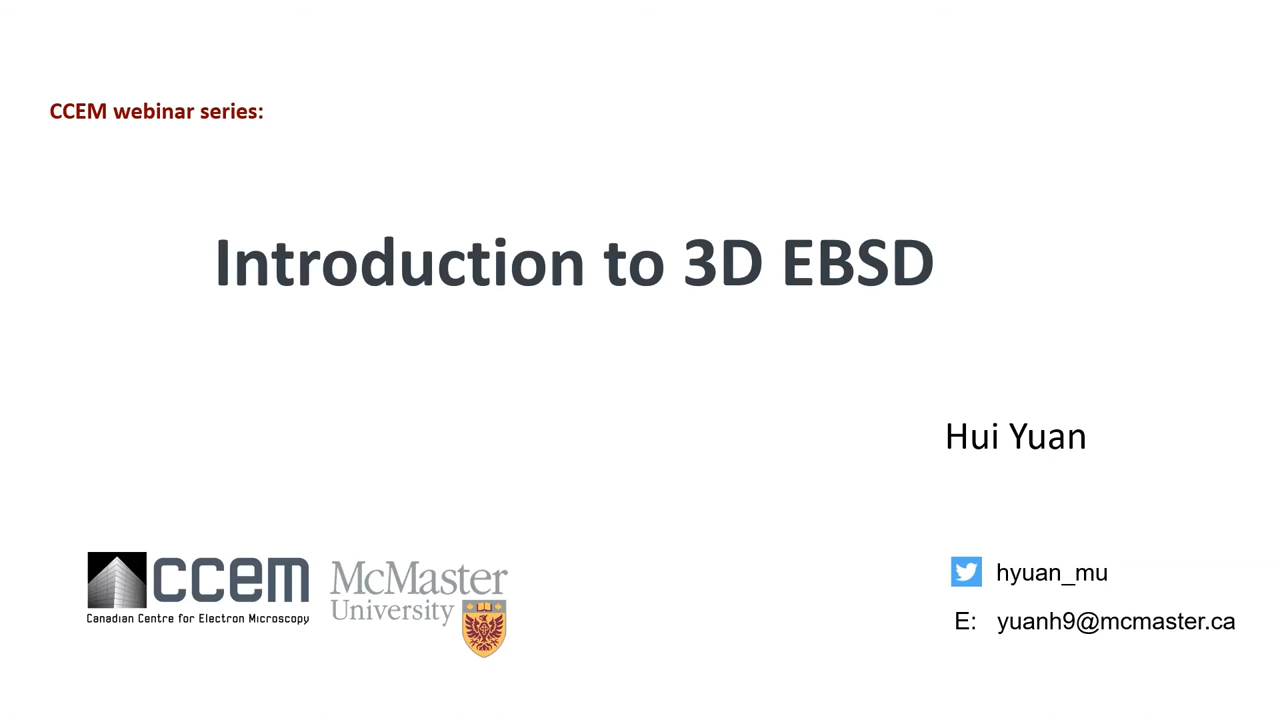 CCEM webinar series:
Introduction to 3D EBSD
Hui Yuan
ccem
Canadian Centre for Electron Microscopy
McMaster
University
hyuan_mu
E: yuanh9@mcmaster.ca